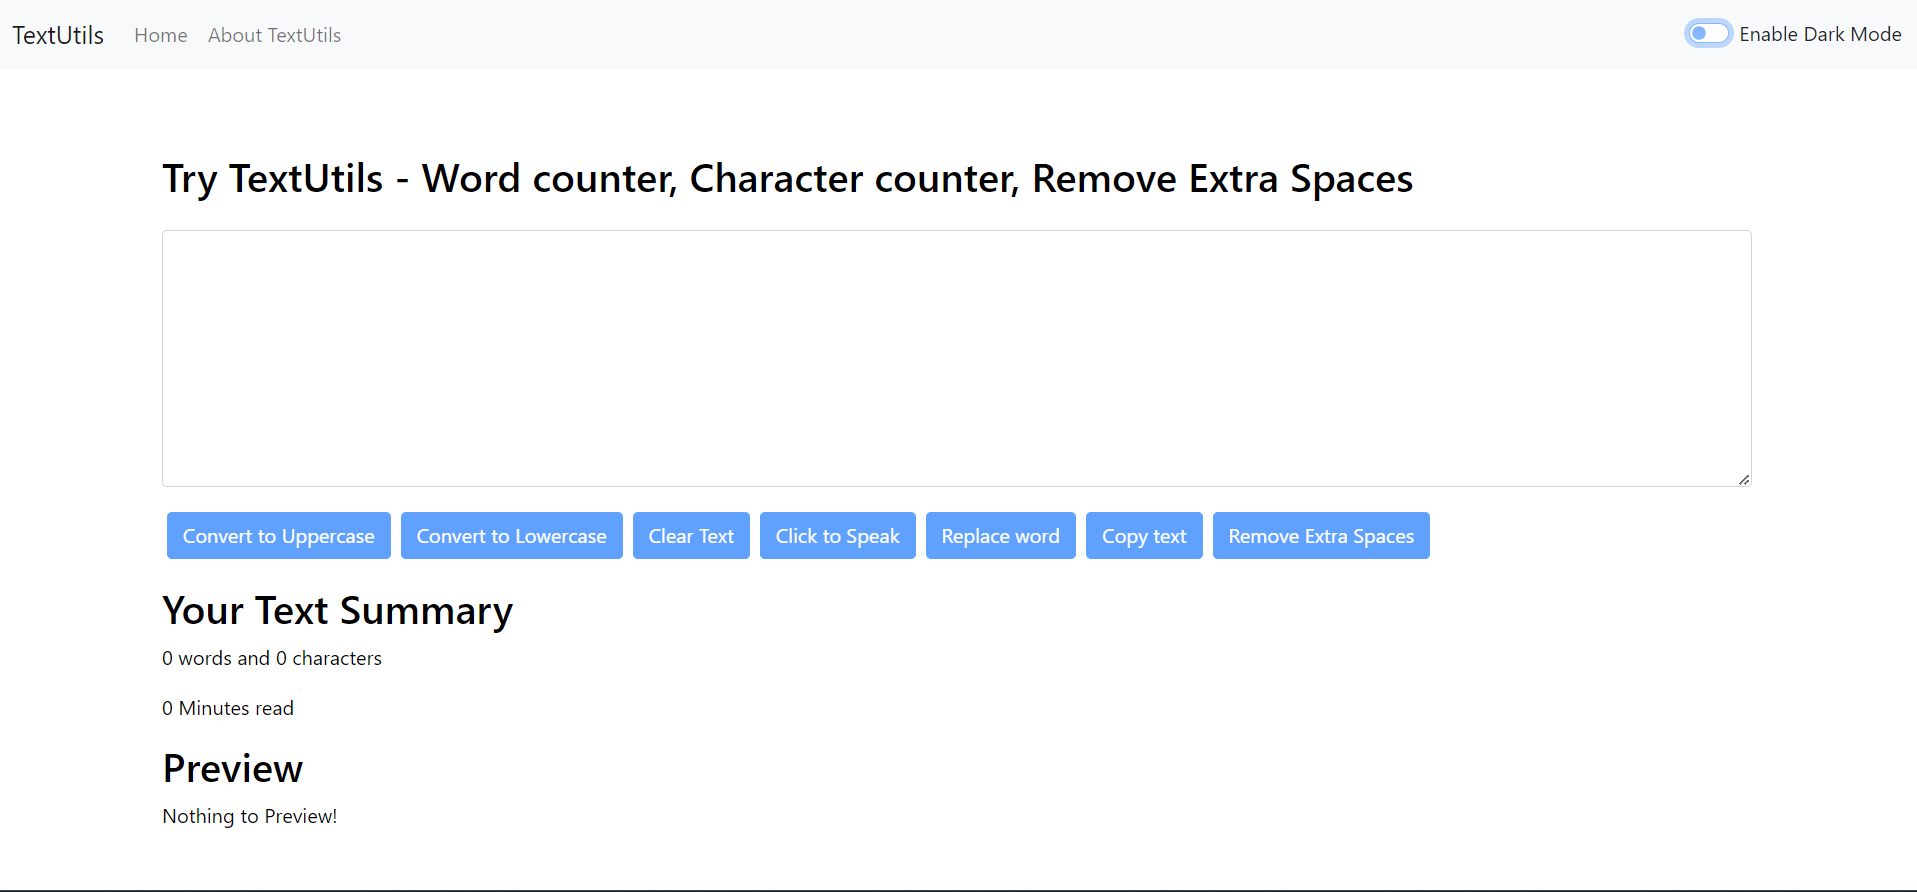 TextUtils Home About TextUtils Enable Dark Mode
Try TextUtils - Word counter, Character counter, Remove Extra Spaces
Convert to Uppercase Convert to Lowercase Clear Text Click to Speak Replace word Copy text Remove Extra Spaces
Your Text Summary
0 words and 0 characters
0 Minutes read
Preview
Nothing to Preview!